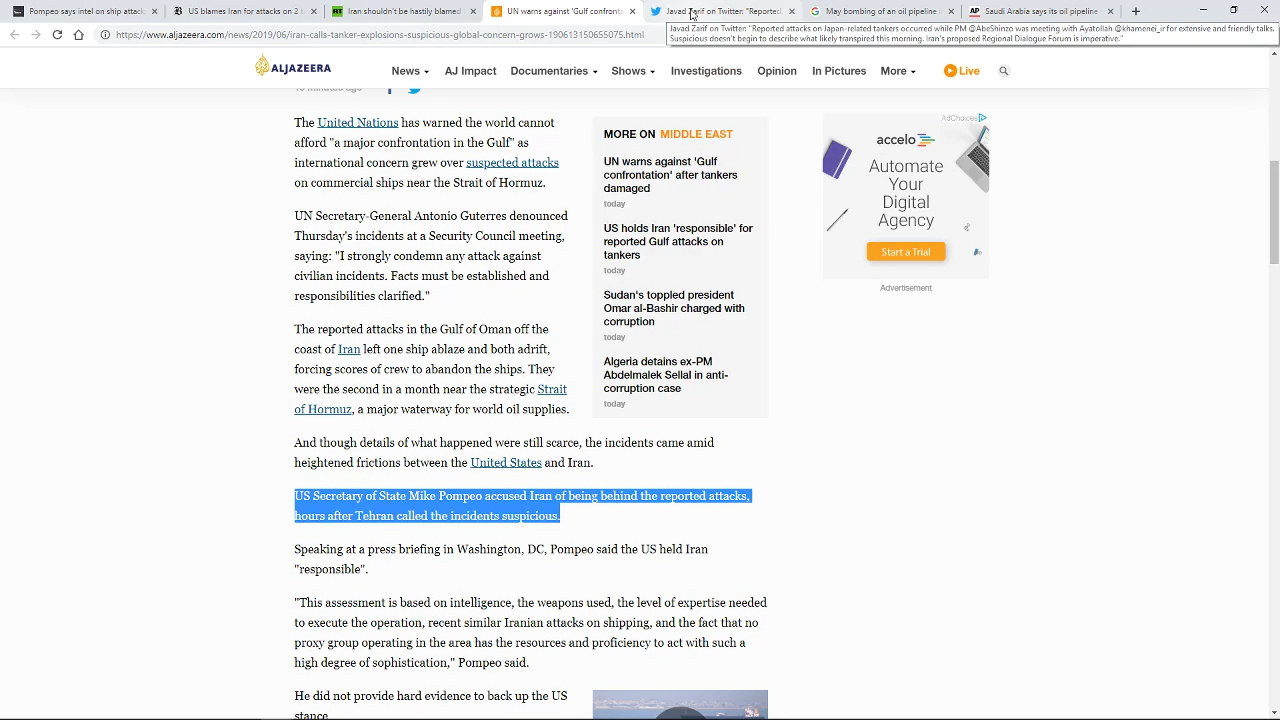 Pompeo says intel on ship attack
US blames Iran for attacks on 2 t
Iran shouldn't be hastily blamed
UN warns against 'Gulf confronta
Javad Zarif on Twitter: "Reported
May bombing of an oil pipeline i
Saudi Arabia says its oil pipeline
https://www.aljazeera.com/news/2019/06/iran-calls-tanker-explosions-suspicious-global-concern-grows-190613150655075.html
Javad Zarif on Twitter: "Reported attacks on Japan-related tankers occurred while PM @AbeShinzo was meeting with Ayatollah @khamenei_ir for extensive and friendly talks.
Suspicious doesn't begin to describe what likely transpired this morning. Iran's proposed Regional Dialogue Forum is imperative."
ALJAZEERA
News
AJ Impact
Documentaries
Shows
Investigations
Opinion
In Pictures
More
Live
minutes ago
The United Nations has warned the world cannot
afford "a major confrontation in the Gulf" as
international concern grew over suspected attacks
on commercial ships near the Strait of Hormuz.
UN Secretary-General Antonio Guterres denounced
Thursday's incidents at a Security Council meeting,
saying: "I strongly condemn any attack against
civilian incidents. Facts must be established and
responsibilities clarified."
The reported attacks in the Gulf of Oman off the
coast of Iran left one ship ablaze and both adrift,
forcing scores of crew to abandon the ships. They
were the second in a month near the strategic Strait
of Hormuz, a major waterway for world oil supplies.
And though details of what happened were still scarce, the incidents came amid
heightened frictions between the United States and Iran.
US Secretary of State Mike Pompeo accused Iran of being behind the reported attacks,
hours after Tehran called the incidents suspicious.
Speaking at a press briefing in Washington, DC, Pompeo said the US held Iran
"responsible".
"This assessment is based on intelligence, the weapons used, the level of expertise needed
to execute the operation, recent similar Iranian attacks on shipping, and the fact that no
proxy group operating in the area has the resources and proficiency to act with such a
high degree of sophistication," Pompeo said.
He did not provide hard evidence to back up the US
stance.
MORE ON MIDDLE EAST
UN warns against 'Gulf
confrontation' after tankers
damaged
today
US holds Iran 'responsible' for
reported Gulf attacks on
tankers
today
Sudan's toppled president
Omar al-Bashir charged with
corruption
today
Algeria detains ex-PM
Abdelmalek Sellal in anti-
corruption case
today
AdChoices
accelo
Automate
Your
Digital
Agency
Start a Trial
Advertisement